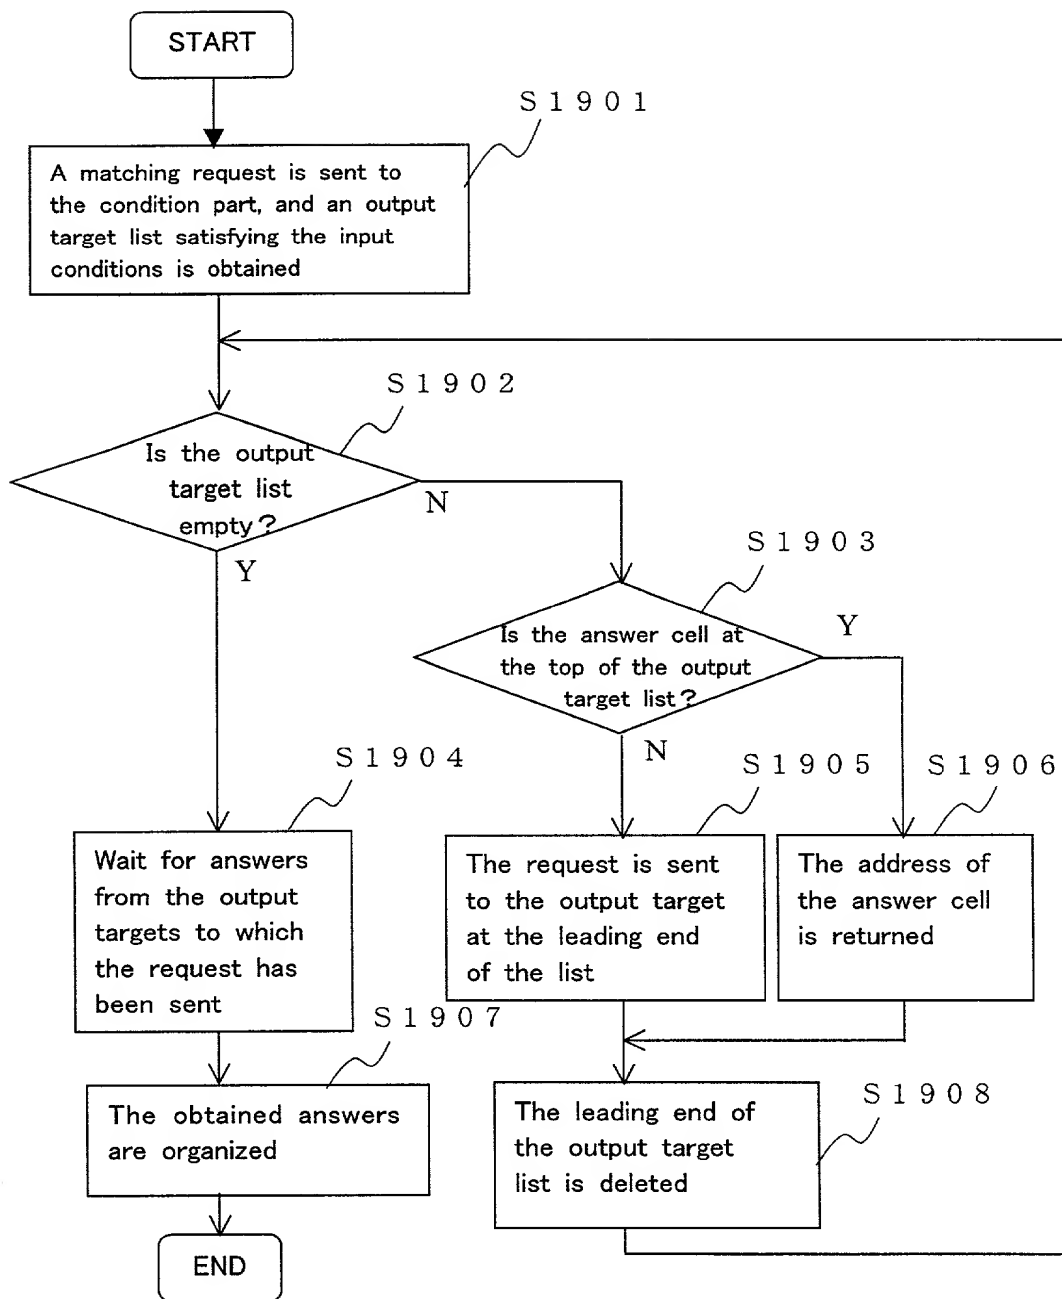 START
S1901
A matching request is sent to
the condition part, and an output
target list satisfying the input
conditions is obtained
S1902
Is the output
target list
empty?
N
Y
S1903
Is the answer cell at
the top of the output
target list?
Y
N
S1904
Wait for answers
from the output
targets to which
the request has
been sent
S1905
The request is sent
to the output target
at the leading end
of the list
S1906
The address of
the answer cell
is returned
S1907
The obtained answers
are organized
S1908
The leading end of
the output target
list is deleted
END